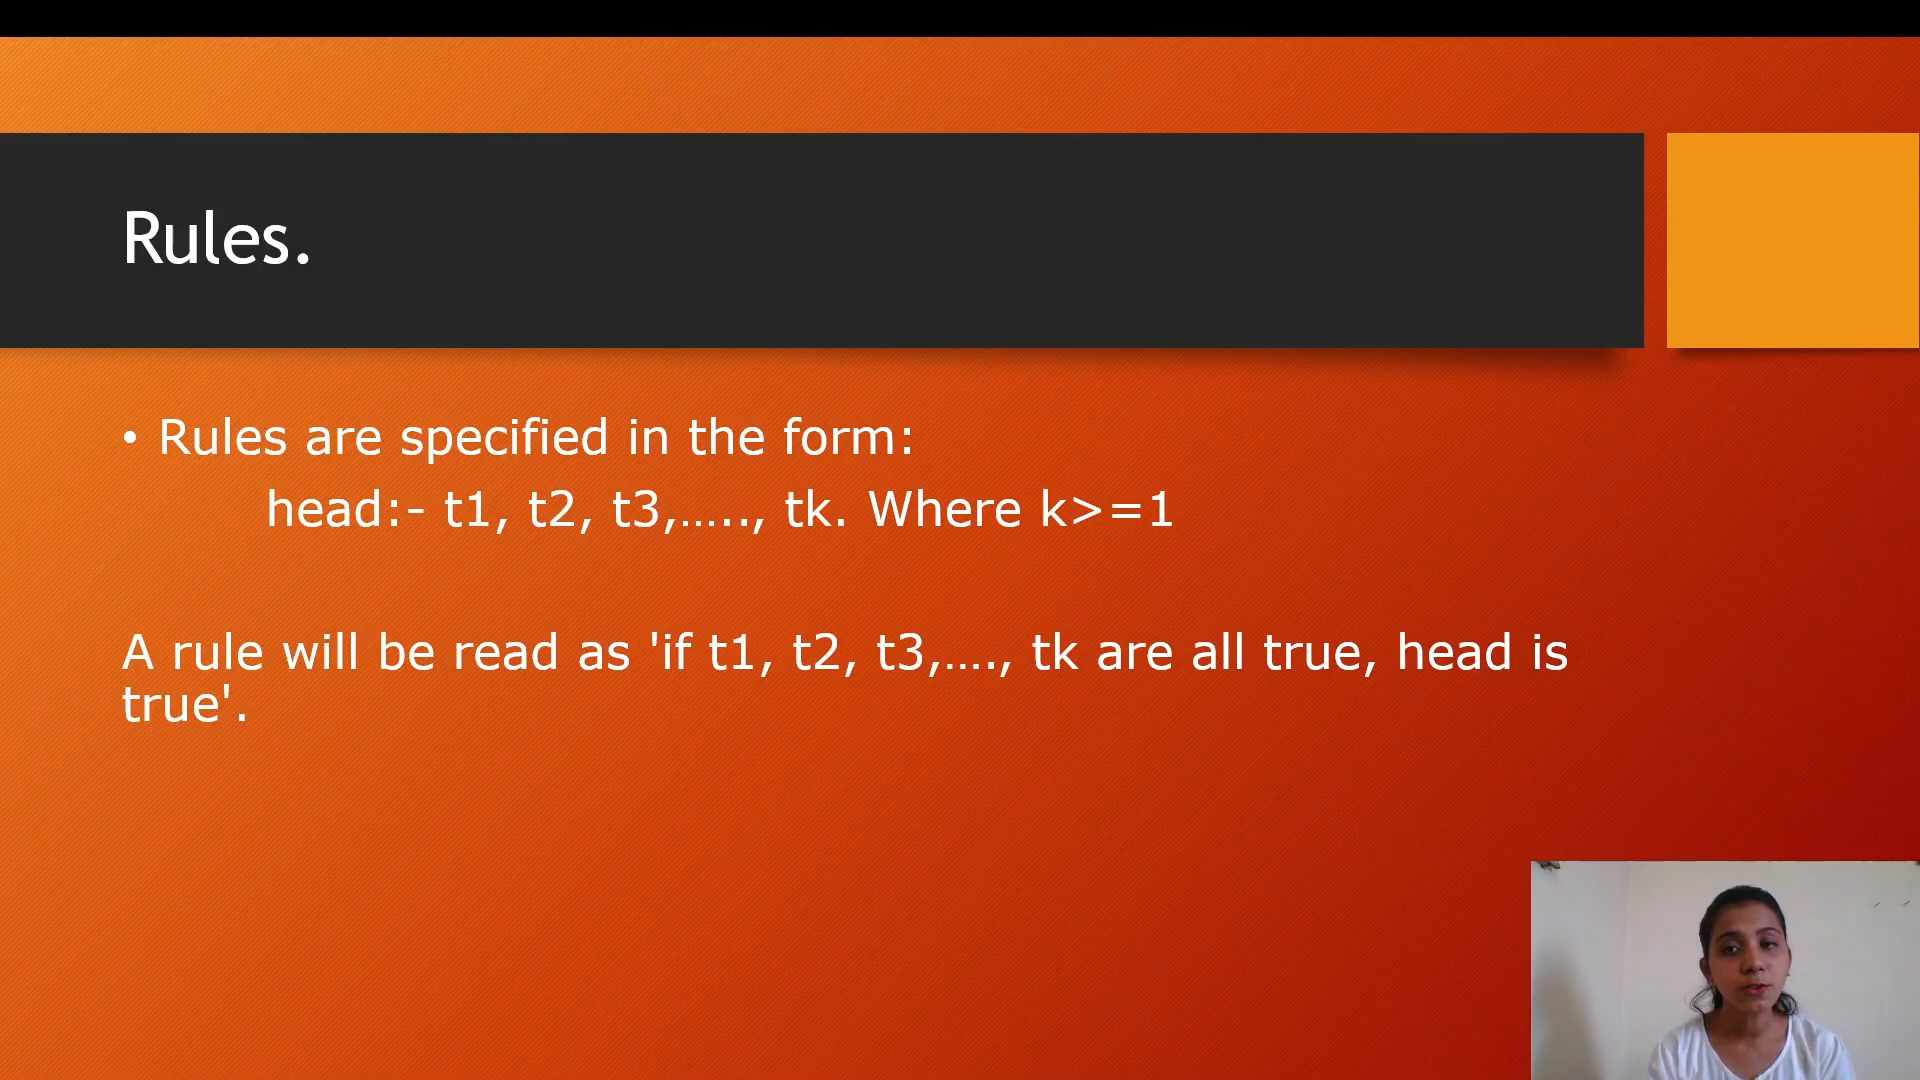 Rules.
• Rules are specified in the form:
head:- t1, t2, t3,....., tk. Where k>=1
A rule will be read as 'if t1, t2, t3,...., tk are all true, head is
true'.